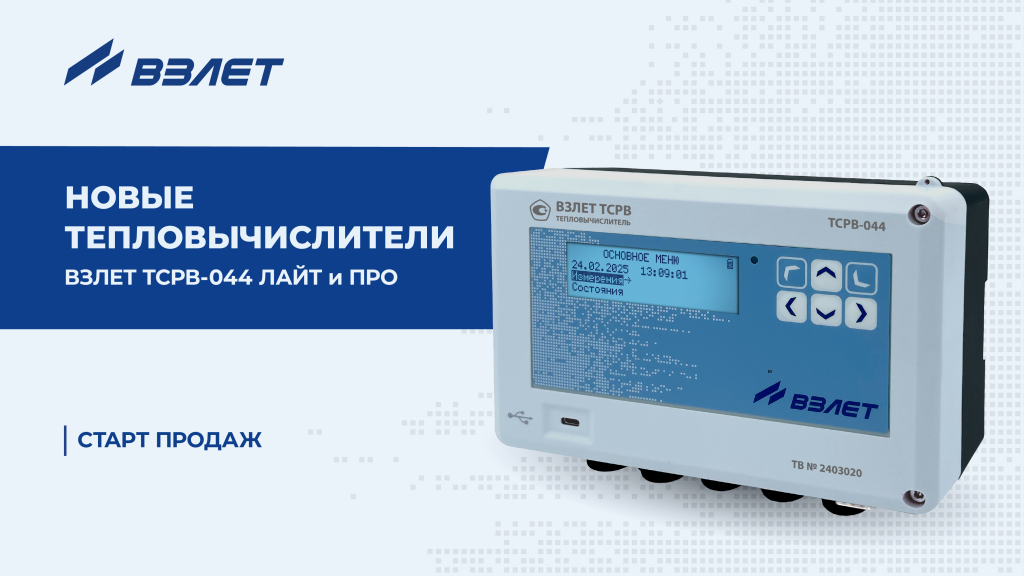 ВЗЛЕТ
НОВЫЕ
ТЕПЛОВЫЧИСЛИТЕЛИ
ВЗЛЕТ ТСРВ-044 ЛАЙТ и ПРО
СТАРТ ПРОДАЖ
ВЗЛЕТ ТСРВ
ТЕПЛОВЫЧИСЛИТЕЛЬ
ТСРВ-044
ОСНОВНОЕ МЕНЮ
24.02.2025 13:09:01
Измерения→
Состояния
ВЗЛЕТ
ТВ № 2403020